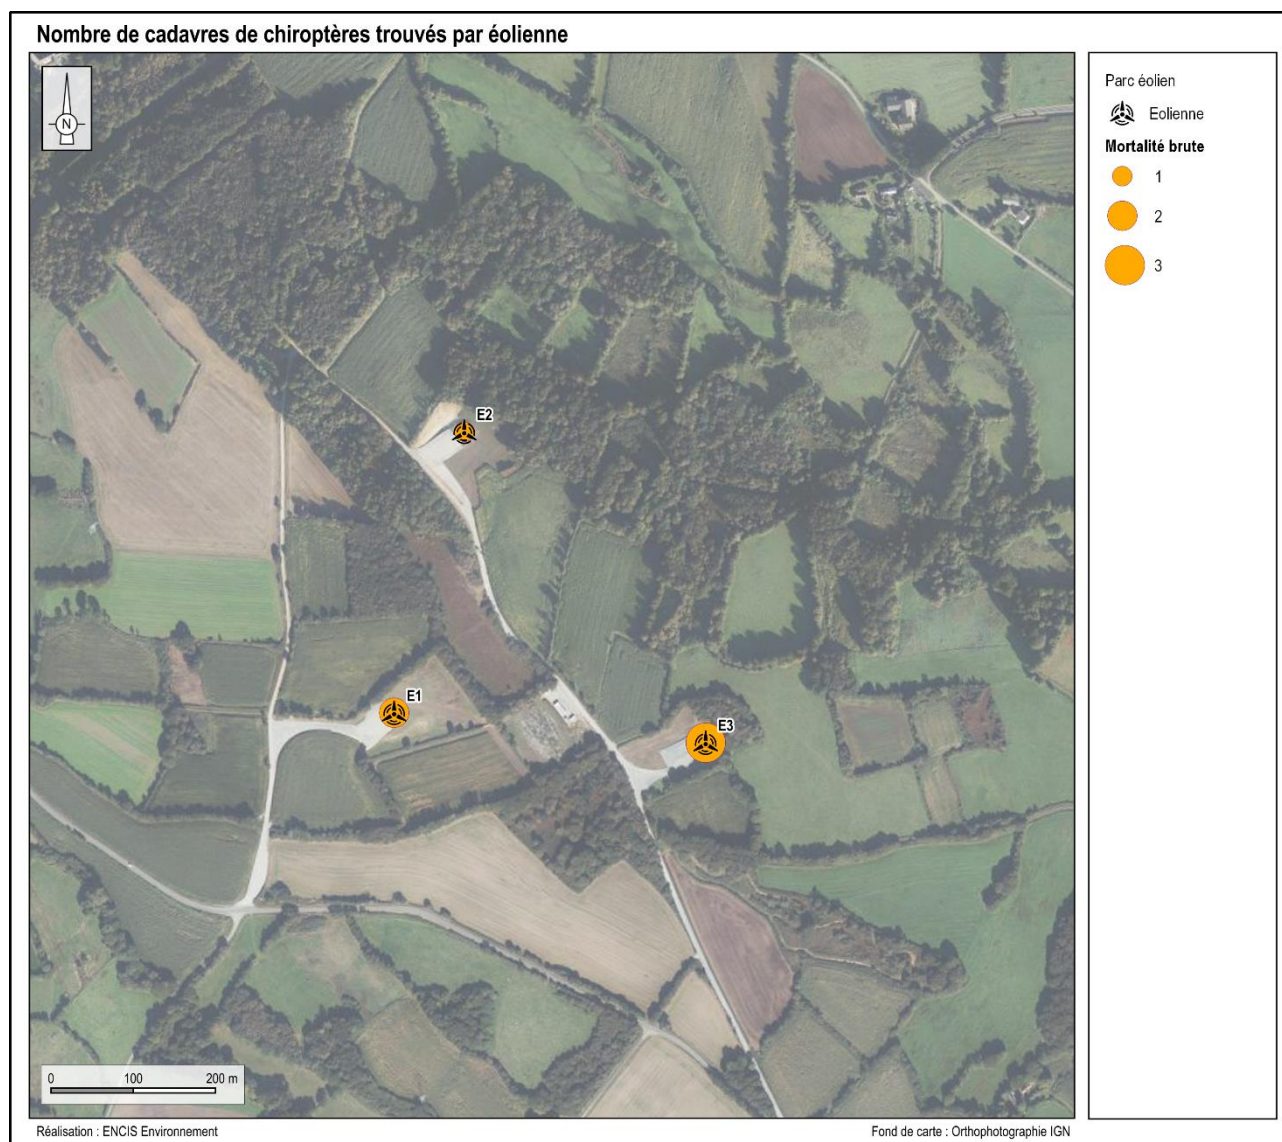 Nombre de cadavres de chiroptères trouvés par éolienne
N
Parc éolien
Eolienne
Mortalité brute
1
2
3
E2
E1
E3
0 100 200 m
Réalisation : ENCIS Environnement
Fond de carte : Orthophotographie IGN